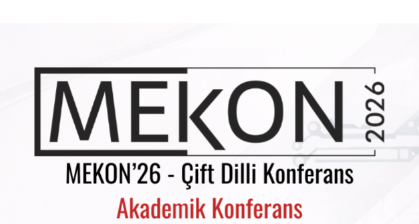 MEKON 2026
MEKON’26 - Çift Dilli Konferans
Akademik Konferans